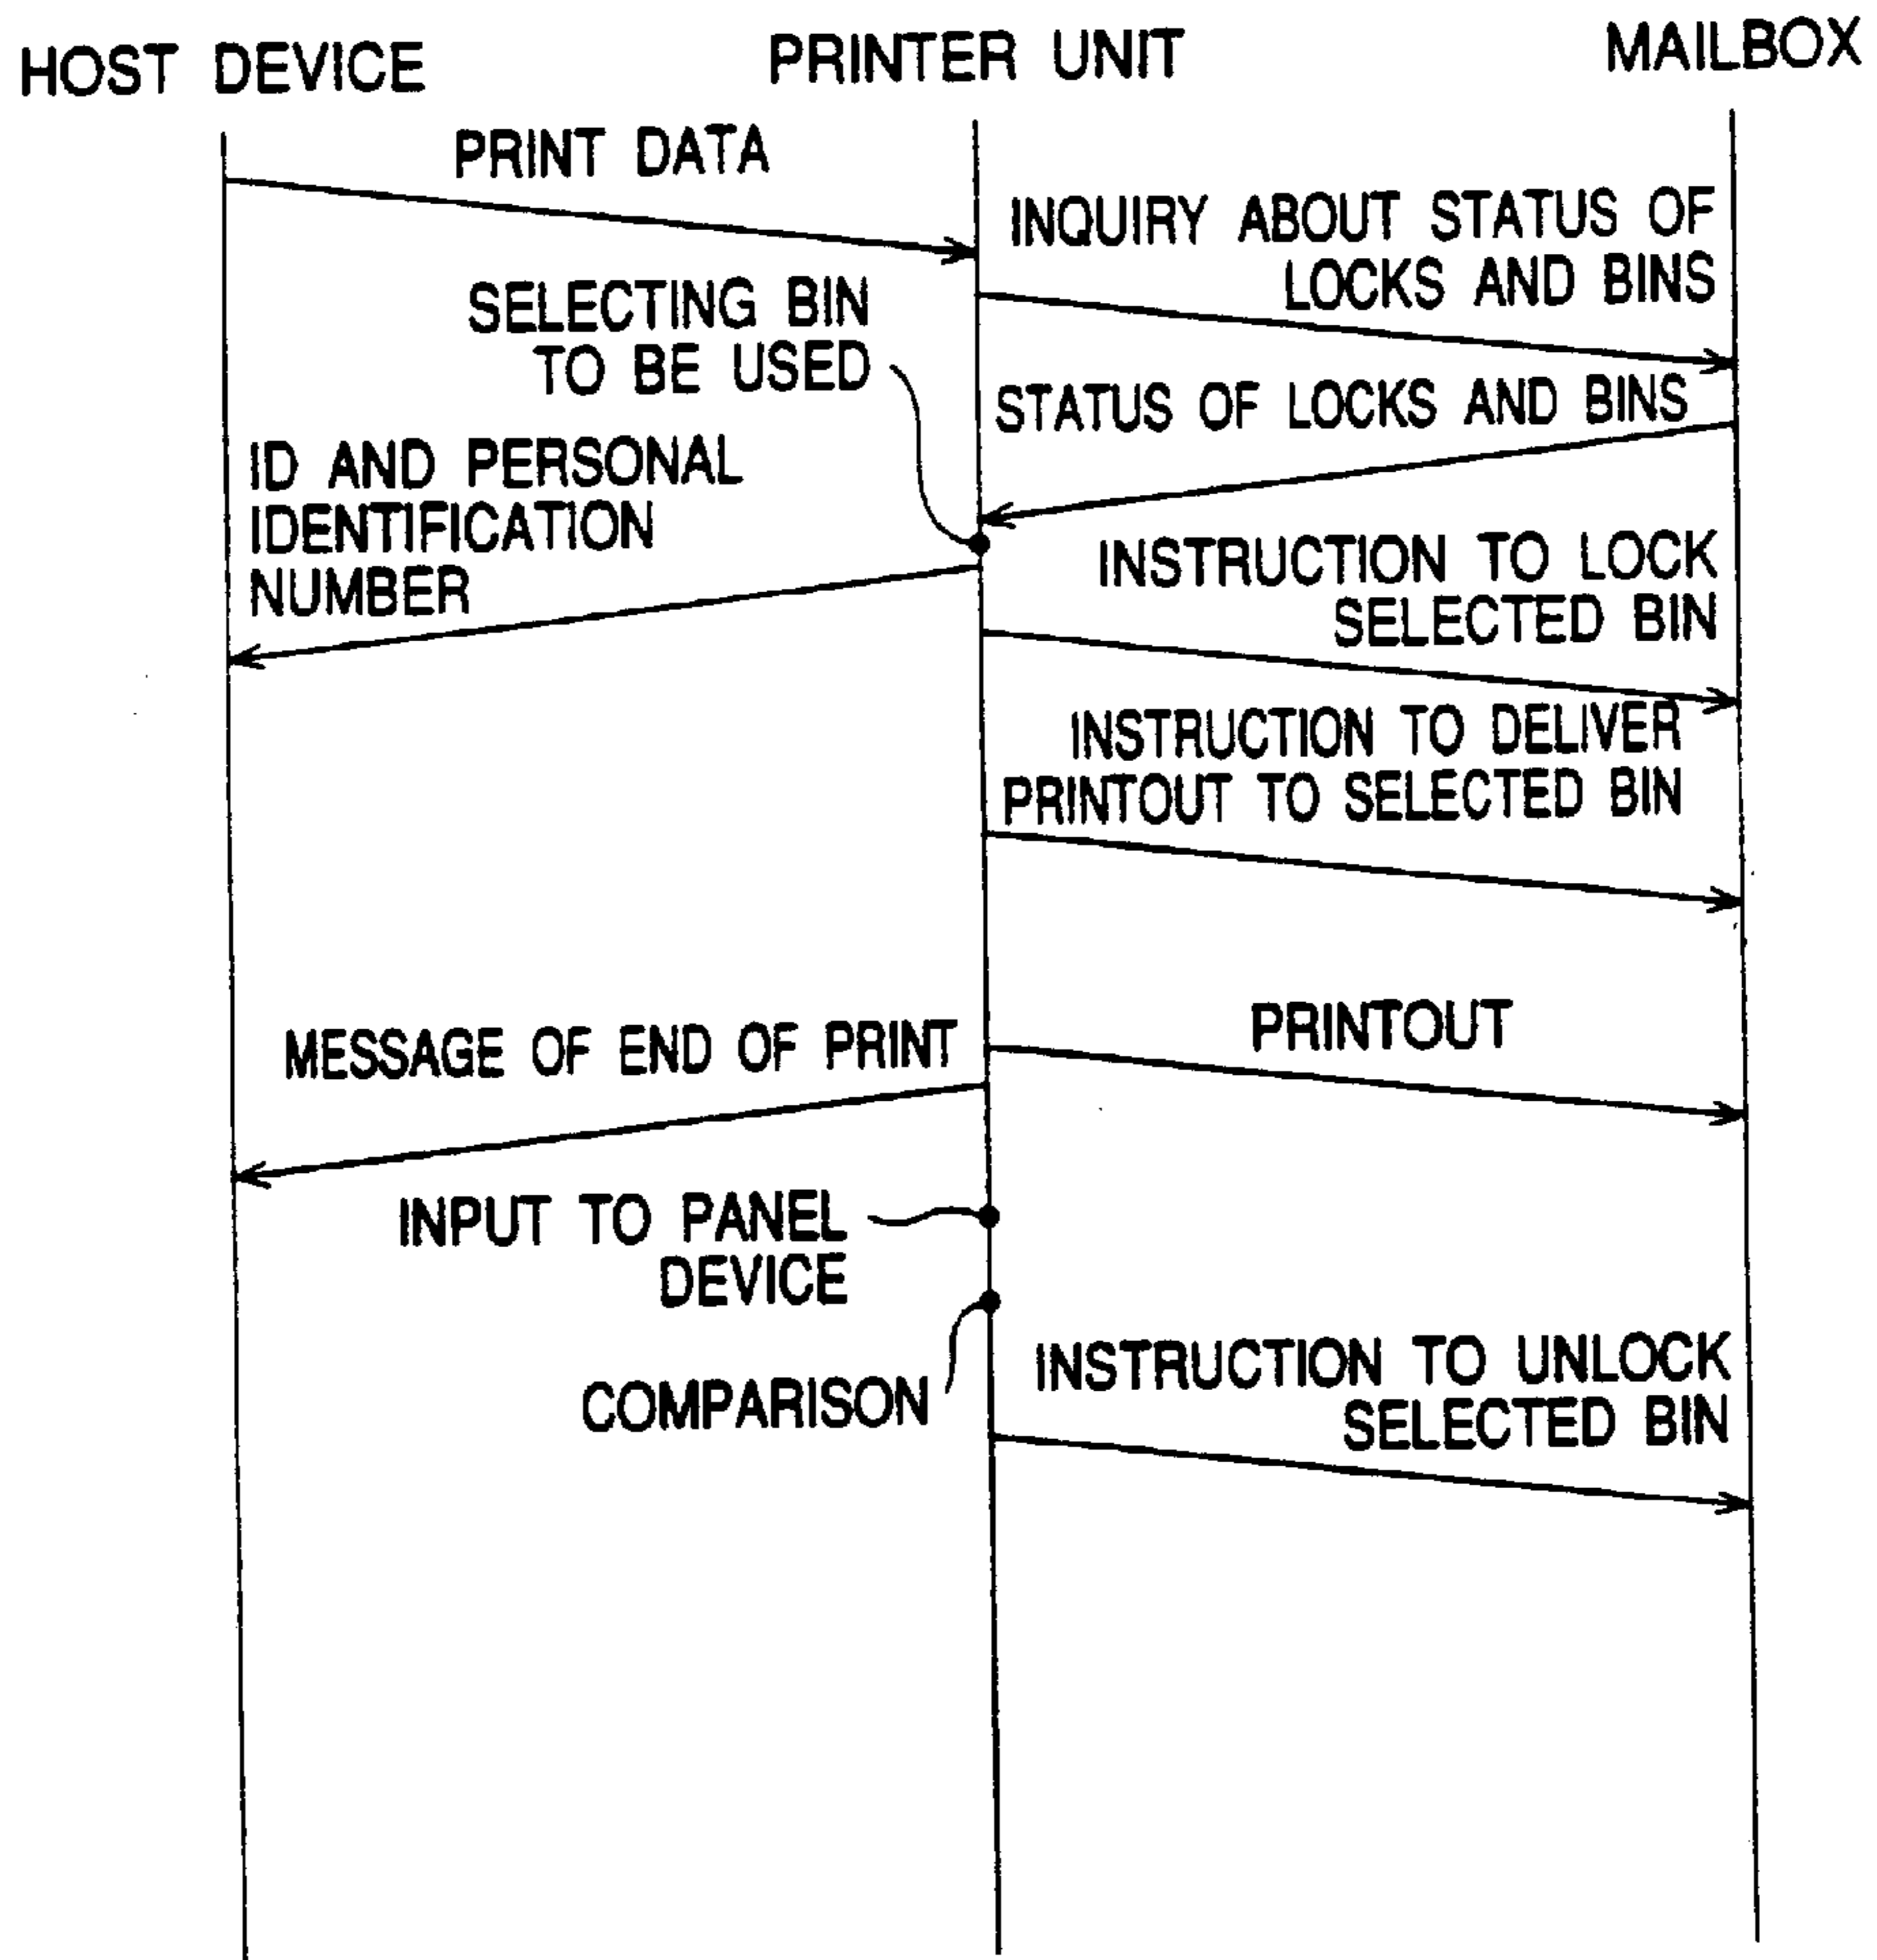 HOST DEVICE
PRINTER UNIT
MAILBOX
PRINT DATA
INQUIRY ABOUT STATUS OF
LOCKS AND BINS
SELECTING BIN
TO BE USED
STATUS OF LOCKS AND BINS
ID AND PERSONAL
IDENTIFICATION
NUMBER
INSTRUCTION TO LOCK
SELECTED BIN
INSTRUCTION TO DELIVER
PRINTOUT TO SELECTED BIN
PRINTOUT
MESSAGE OF END OF PRINT
INPUT TO PANEL
DEVICE
COMPARISON
INSTRUCTION TO UNLOCK
SELECTED BIN